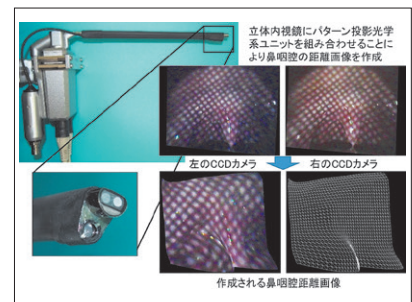 立体内視鏡にパターン投影光学
系ユニットを組み合わせることに
より鼻咽腔の距離画像を作成
左のCCDカメラ
右のCCDカメラ
作成される鼻咽腔距離画像